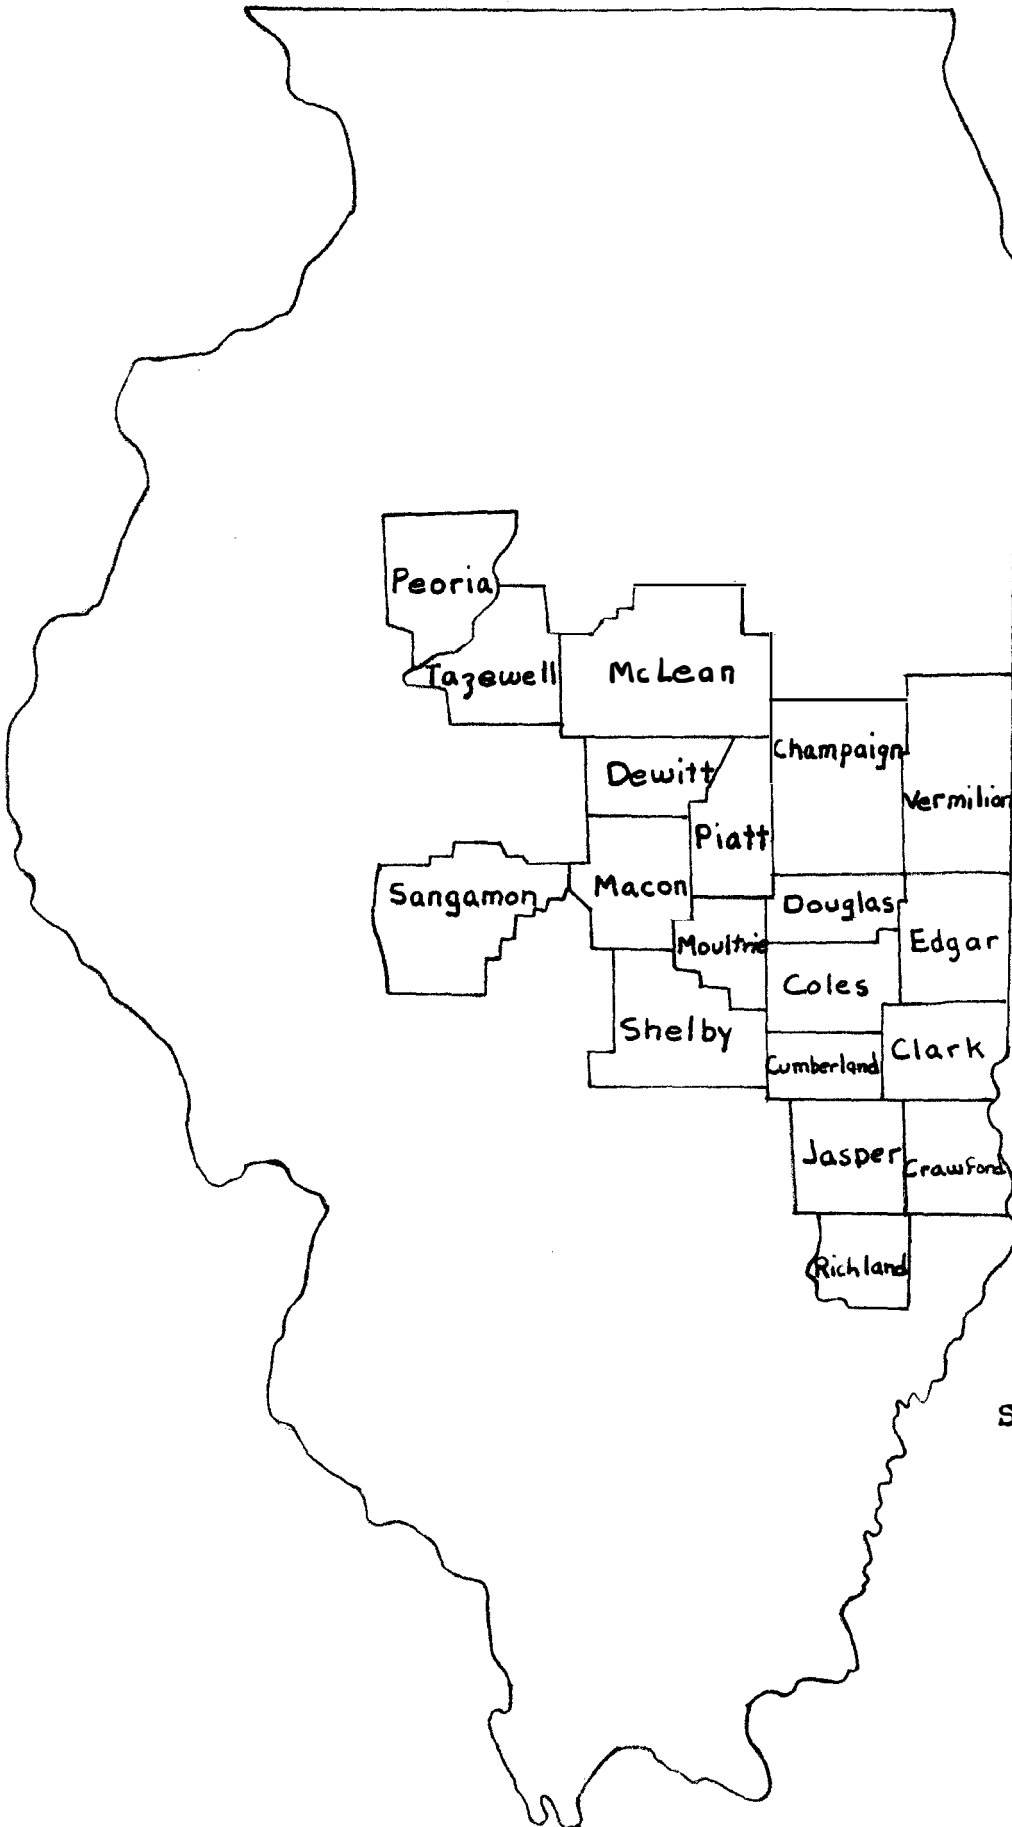 Peoria
Tazewell
McLean
Champaign
Dewitt
Vermilion
Piatt
Sangamon
Macon
Douglas
Moultrie
Edgar
Coles
Shelby
Clark
Cumberland
Jasper
Crawford
Richland
S